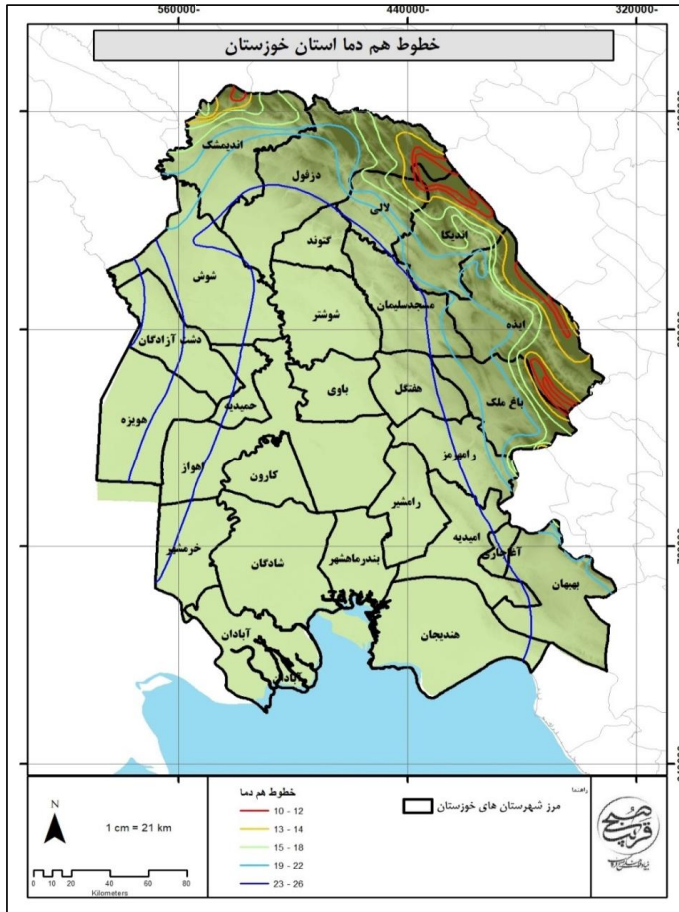 560000-
440000-
320000-
خطوط هم دما استان خوزستان
اندیمشک
دزفول
لالی
اندیکا
گتوند
شوش
مسجدسلیمان
شوشتر
ایذه
دشت آزادگان
هفتگل
باوی
باغ ملک
حمیدیه
هویزه
رامهرمز
اهواز
کارون
رامشیر
امیدیه
خرمشهر
آغاجاری
شادگان
بندرماهشهر
بهبهان
آبادان
هندیجان
آبادان
راهنما
خطوط هم دما
مرز شهرستان های خوزستان
10 - 12
13 - 14
15 - 18
19 - 22
23 - 26
N
1 cm = 21 km
0 5 10 20 40 60 80
Kilometers